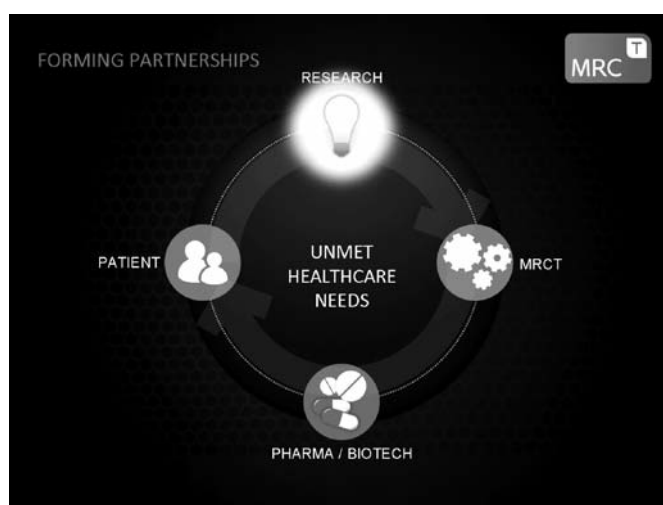 FORMING PARTNERSHIPS
T
MRC
RESEARCH
PATIENT
UNMET
HEALTHCARE
NEEDS
MRCT
PHARMA / BIOTECH